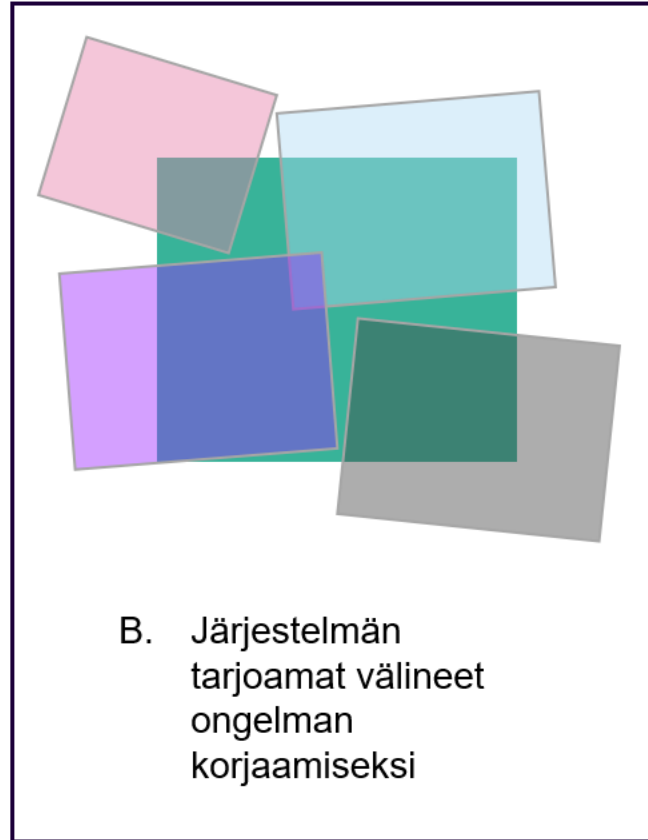 B. Järjestelmän
tarjoamat välineet
ongelman
korjaamiseksi